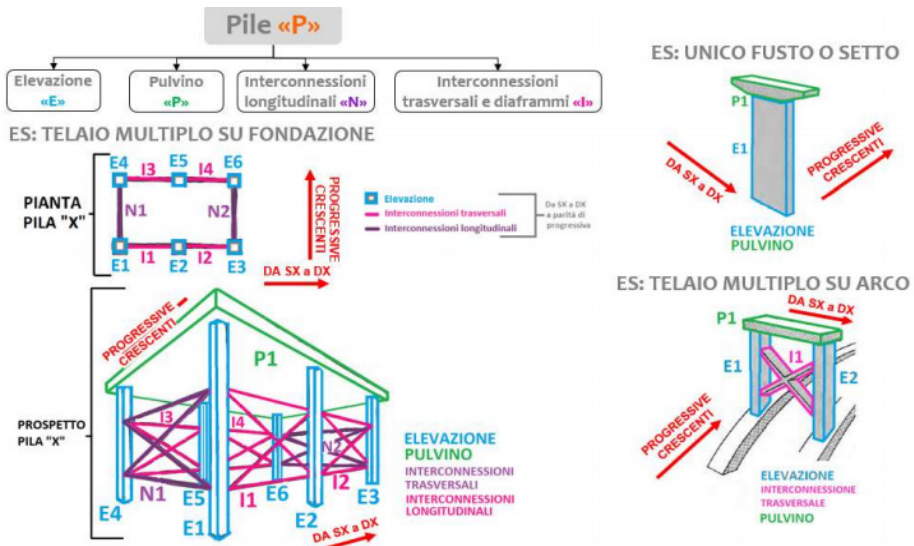 Pile «P»
Elevazione
«E»
Pulvino
«P»
Interconnessioni
longitudinali «N»
Interconnessioni
trasversali e diaframmi «I»
ES: TELAIO MULTIPLO SU FONDAZIONE
PIANTA
PILA "X"
E4
I3
E5
I4
E6
N1
N2
E1
I1
E2
I2
E3
PROGRESSIVE
CRESCENTI
DA SX a DX
Elevazione
Interconnessioni trasversali
Interconnessioni longitudinali
Da SX a DX
a parità di
progressiva
PROSPETTO
PILA "X"
PROGRESSIVE
CRESCENTI
P1
I3
I4
N2
N1
E5
I1
E6
I2
E3
E4
E2
E1
DA SX a DX
ELEVAZIONE
PULVINO
INTERCONNESSIONI
TRASVERSALI
INTERCONNESSIONI
LONGITUDINALI
ES: UNICO FUSTO O SETTO
P1
E1
DA SX a DX
PROGRESSIVE
CRESCENTI
ELEVAZIONE
PULVINO
ES: TELAIO MULTIPLO SU ARCO
DA SX a DX
P1
E1
I1
E2
PROGRESSIVE
CRESCENTI
ELEVAZIONE
INTERCONNESSIONE
TRASVERSALE
PULVINO